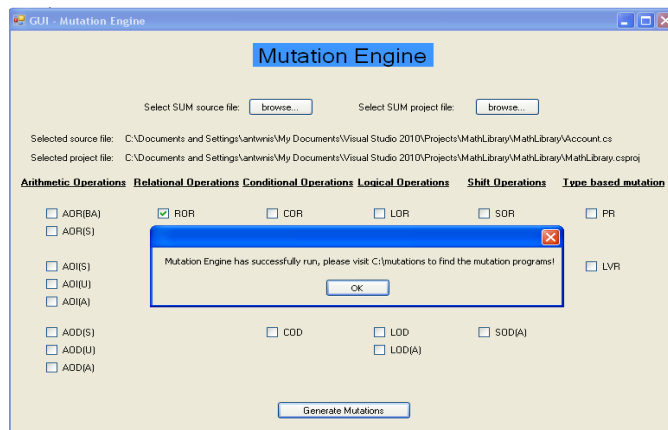 GUI - Mutation Engine
Mutation Engine
Select SUM source file: browse... Select SUM project file: browse...
Selected source file: C:\Documents and Settings\antwnis\My Documents\Visual Studio 2010\Projects\MathLibrary\MathLibrary\Account.cs
Selected project file: C:\Documents and Settings\antwnis\My Documents\Visual Studio 2010\Projects\MathLibrary\MathLibrary\MathLibrary.csproj
Arithmetic Operations Relational Operations Conditional Operations Logical Operations Shift Operations Type based mutation
AOR(BA) ROR COR LOR SOR PR
AOR(S)
Mutation Engine has successfully run, please visit C:\mutations to find the mutation programs!
AOI(S) LVR
AOI(U) OK
AOI(A)
AOD(S) COD LOD SOD(A)
AOD(U) LOD(A)
AOD(A)
Generate Mutations